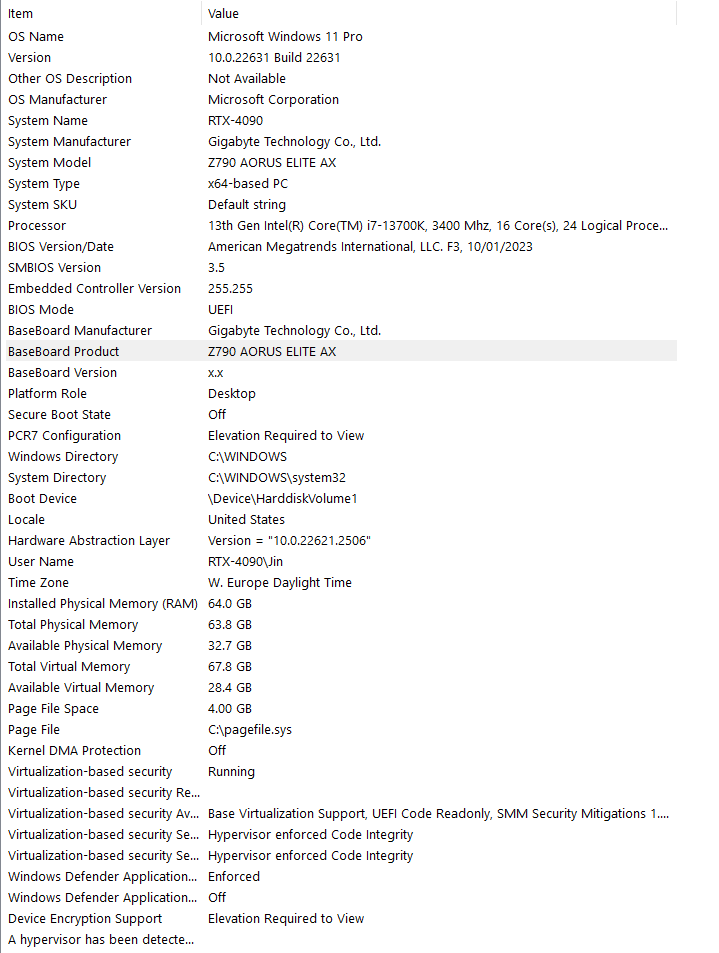 Item Value
OS Name Microsoft Windows 11 Pro
Version 10.0.22631 Build 22631
Other OS Description Not Available
OS Manufacturer Microsoft Corporation
System Name RTX-4090
System Manufacturer Gigabyte Technology Co., Ltd.
System Model Z790 AORUS ELITE AX
System Type x64-based PC
System SKU Default string
Processor 13th Gen Intel(R) Core(TM) i7-13700K, 3400 Mhz, 16 Core(s), 24 Logical Proce...
BIOS Version/Date American Megatrends International, LLC. F3, 10/01/2023
SMBIOS Version 3.5
Embedded Controller Version 255.255
BIOS Mode UEFI
BaseBoard Manufacturer Gigabyte Technology Co., Ltd.
BaseBoard Product Z790 AORUS ELITE AX
BaseBoard Version x.x
Platform Role Desktop
Secure Boot State Off
PCR7 Configuration Elevation Required to View
Windows Directory C:\WINDOWS
System Directory C:\WINDOWS\system32
Boot Device \Device\HarddiskVolume1
Locale United States
Hardware Abstraction Layer Version = "10.0.22621.2506"
User Name RTX-4090\Jin
Time Zone W. Europe Daylight Time
Installed Physical Memory (RAM) 64.0 GB
Total Physical Memory 63.8 GB
Available Physical Memory 32.7 GB
Total Virtual Memory 67.8 GB
Available Virtual Memory 28.4 GB
Page File Space 4.00 GB
Page File C:\pagefile.sys
Kernel DMA Protection Off
Virtualization-based security Running
Virtualization-based security Re...
Virtualization-based security Av... Base Virtualization Support, UEFI Code Readonly, SMM Security Mitigations 1....
Virtualization-based security Se... Hypervisor enforced Code Integrity
Virtualization-based security Se... Hypervisor enforced Code Integrity
Windows Defender Application... Enforced
Windows Defender Application... Off
Device Encryption Support Elevation Required to View
A hypervisor has been detecte...